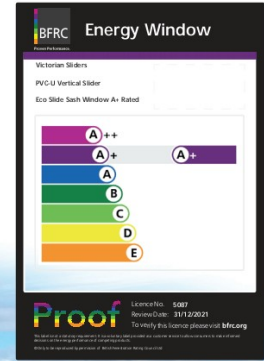 BFRC Energy Window
Proven Performance
Victorian Sliders
PVC-U Vertical Slider
Eco Slide Sash Window A+ Rated
A++
A+ A+
A
B
C
D
E
Proof
Licence No. 5087
Review Date: 31/12/2021
To verify this licence please visit bfrc.org